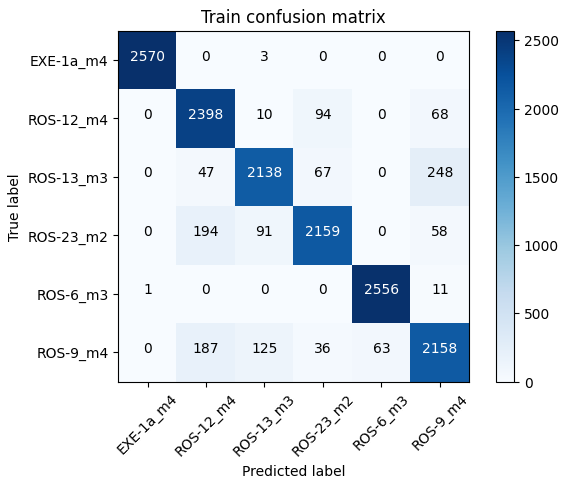 Train confusion matrix
True label
EXE-1a_m4 2570 0 3 0 0 0
ROS-12_m4 0 2398 10 94 0 68
ROS-13_m3 0 47 2138 67 0 248
ROS-23_m2 0 194 91 2159 0 58
ROS-6_m3 1 0 0 0 2556 11
ROS-9_m4 0 187 125 36 63 2158
EXE-1a_m4 ROS-12_m4 ROS-13_m3 ROS-23_m2 ROS-6_m3 ROS-9_m4
Predicted label
2500
2000
1500
1000
500
0